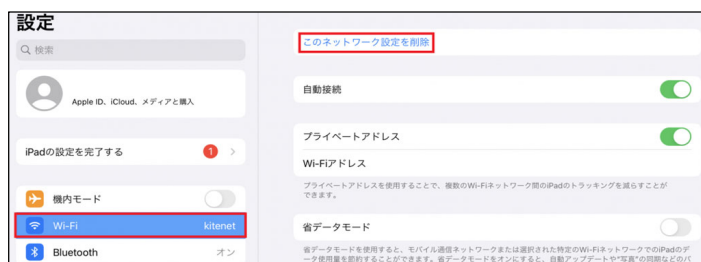 設定
検索
Apple ID、iCloud、メディアと購入
iPadの設定を完了する
1
機内モード
Wi-Fi
kitenet
Bluetooth
オン
このネットワーク設定を削除
自動接続
プライベートアドレス
Wi-Fiアドレス
プライベートアドレスを使用することで、複数のWi-Fiネットワーク間のiPadのトラッキングを減らすことが
できます。
省データモード
省データモードを使用すると、モバイル通信ネットワークまたは選択された特定のWi-FiネットワークでのiPadのデ
ータ使用量を節約することができます。省データモードをオンにすると、自動アップデートや“写真”の同期などのバ